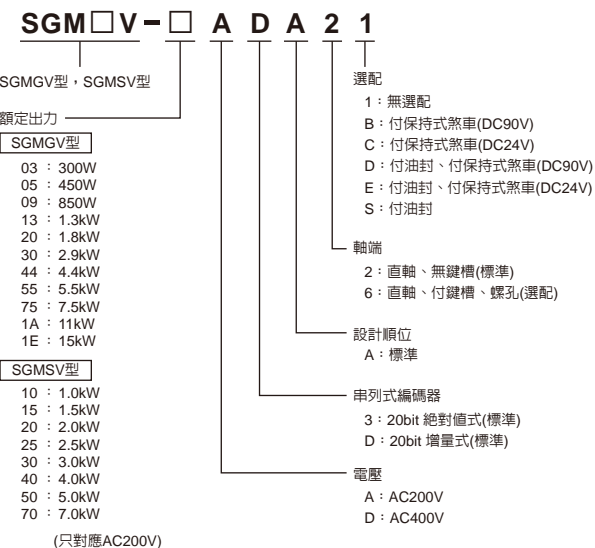 SGM□V-□ A D A 2 1
SGMGV型，SGMSV型
額定出力
SGMGV型
03：300W
05：450W
09：850W
13：1.3kW
20：1.8kW
30：2.9kW
44：4.4kW
55：5.5kW
75：7.5kW
1A：11kW
1E：15kW
SGMSV型
10：1.0kW
15：1.5kW
20：2.0kW
25：2.5kW
30：3.0kW
40：4.0kW
50：5.0kW
70：7.0kW
(只對應AC200V)
選配
1：無選配
B：付保持式煞車(DC90V)
C：付保持式煞車(DC24V)
D：付油封、付保持式煞車(DC90V)
E：付油封、付保持式煞車(DC24V)
S：付油封
軸端
2：直軸、無鍵槽(標準)
6：直軸、付鍵槽、螺孔(選配)
設計順位
A：標準
串列式編碼器
3：20bit 絕對值式(標準)
D：20bit 增量式(標準)
電壓
A：AC200V
D：AC400V